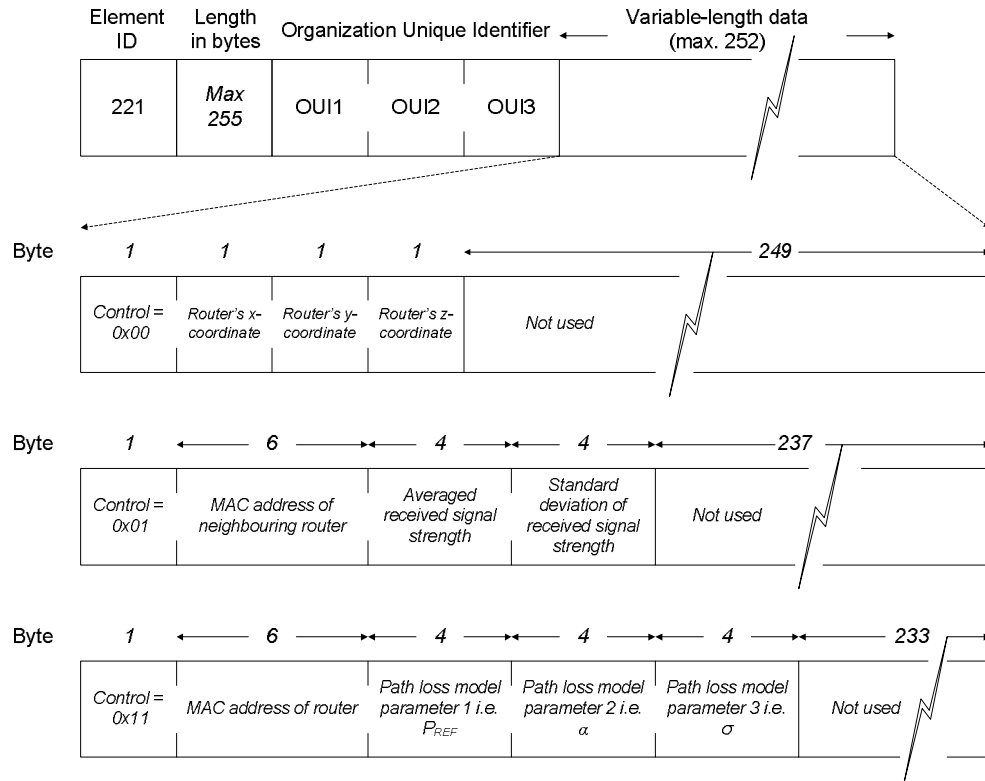 Element ID
Length in bytes
Organization Unique Identifier
Variable-length data (max. 252)
221
Max 255
OUI1
OUI2
OUI3
Byte
1
1
1
1
249
Control = 0x00
Router's x-coordinate
Router's y-coordinate
Router's z-coordinate
Not used
Byte
1
6
4
4
237
Control = 0x01
MAC address of neighbouring router
Averaged received signal strength
Standard deviation of received signal strength
Not used
Byte
1
6
4
4
4
233
Control = 0x11
MAC address of router
Path loss model parameter 1 i.e. PREF
Path loss model parameter 2 i.e. α
Path loss model parameter 3 i.e. σ
Not used